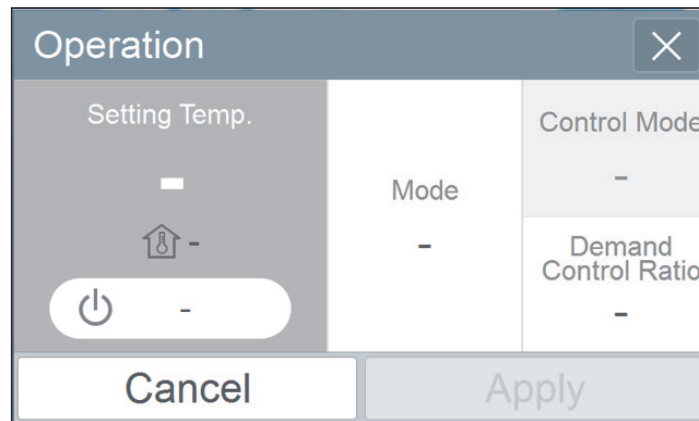 Operation
Setting Temp.
-
-
-
Mode
-
Control Mode
-
Demand
Control Ratio
-
Cancel
Apply